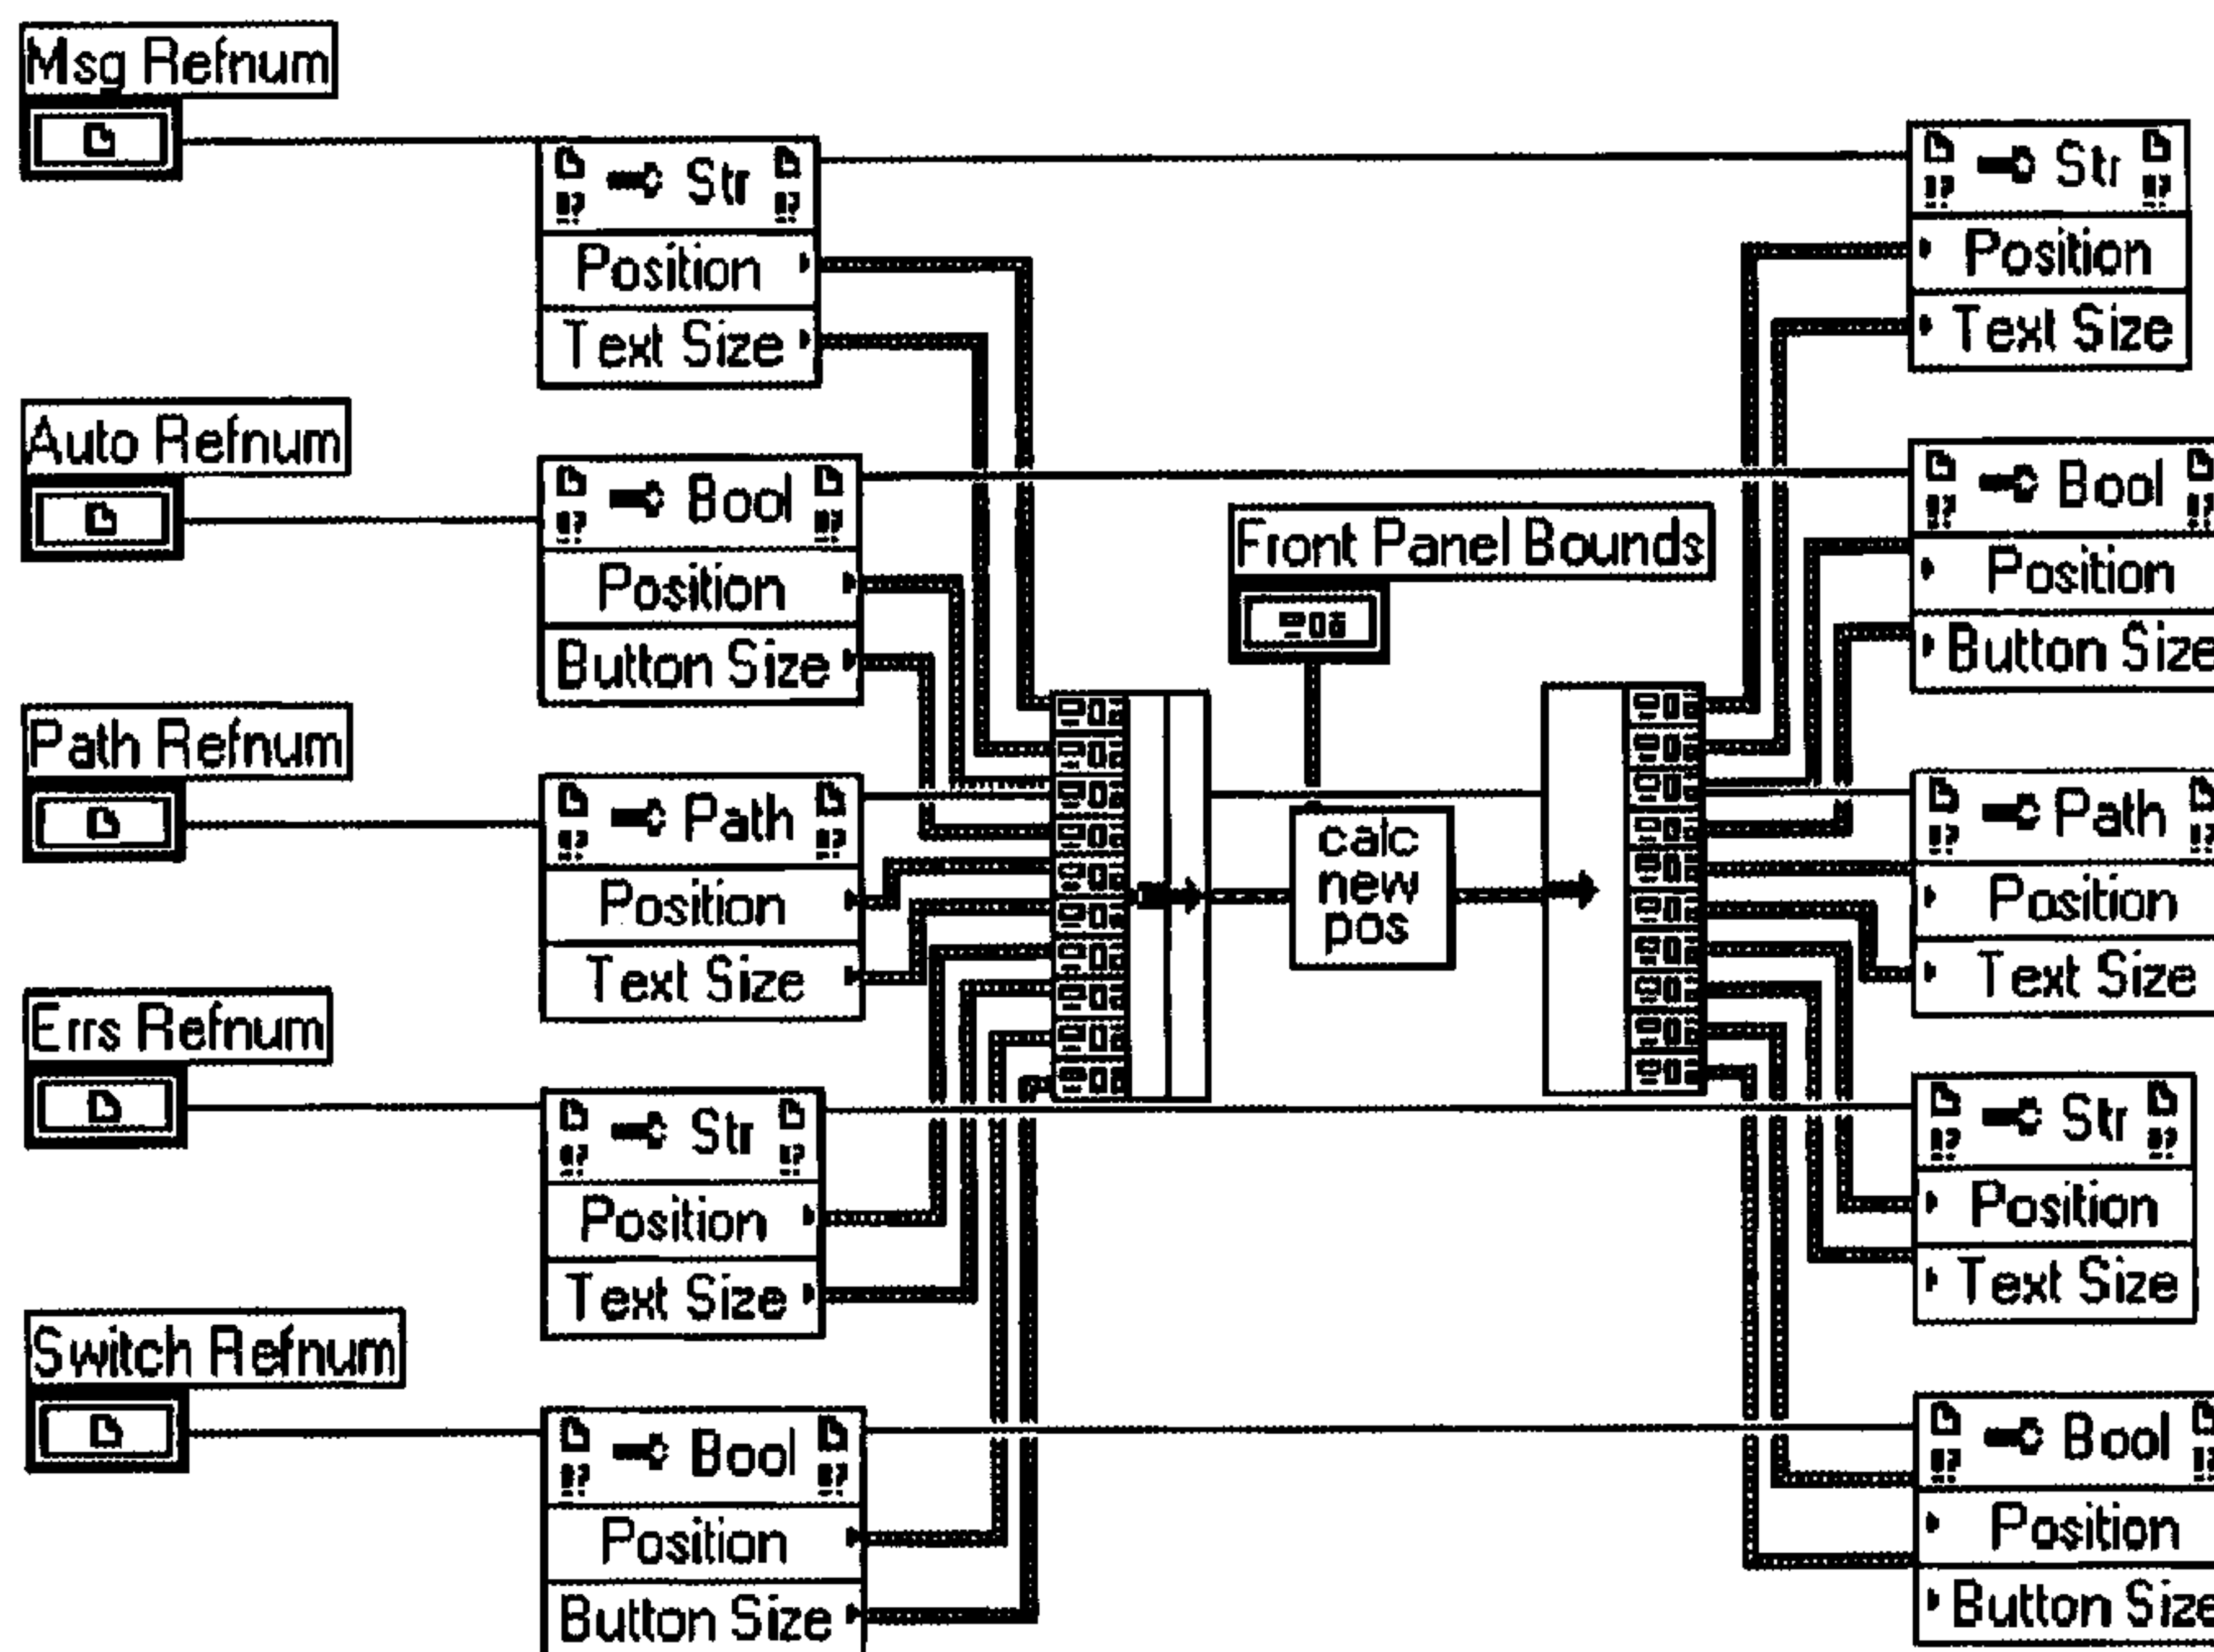 Msg Refnum
Str
Position
Text Size
Str
Position
Text Size
Auto Refnum
Bool
Position
Button Size
Front Panel Bounds
Bool
Position
Button Size
Path Refnum
Path
Position
Text Size
calc
new
pos
Path
Position
Text Size
Errs Refnum
Str
Position
Text Size
Str
Position
Text Size
Switch Refnum
Bool
Position
Button Size
Bool
Position
Button Size